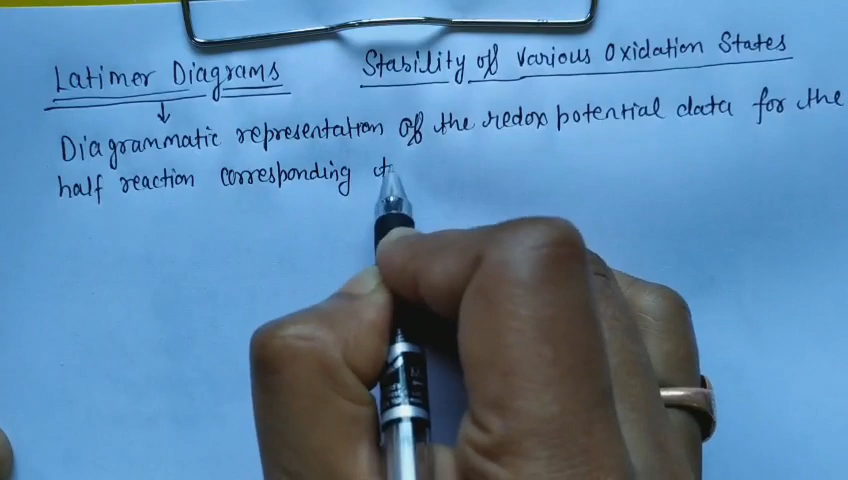 Latimer Diagrams Stability of Various Oxidation States
Diagrammatic representation of the redox potential data for the
half reaction corresponding t